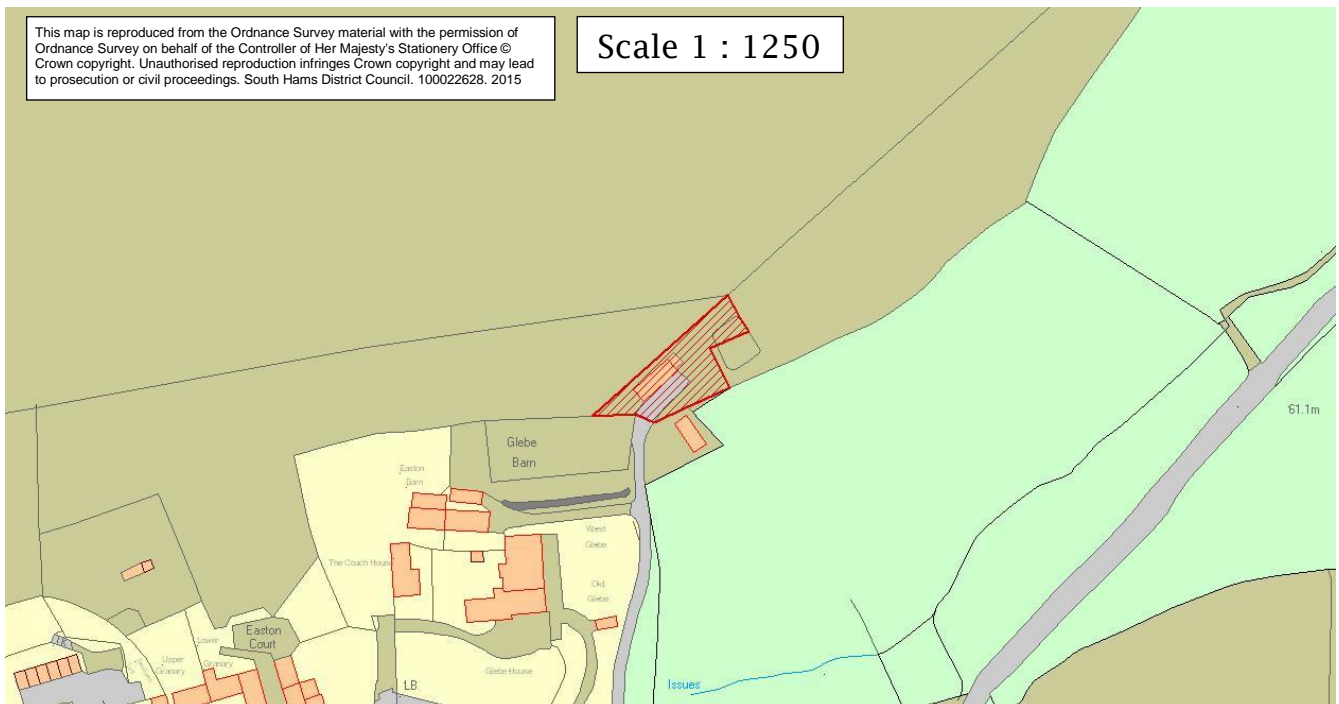 This map is reproduced from the Ordnance Survey material with the permission of
Ordnance Survey on behalf of the Controller of Her Majesty's Stationery Office ©
Crown copyright. Unauthorised reproduction infringes Crown copyright and may lead
to prosecution or civil proceedings. South Hams District Council. 100022628. 2015
Scale 1 : 1250
61.1m
Glebe
Barn
Easton
Barn
West
Glebe
The Coach House
Old
Glebe
Easton
Court
Lower
Granary
Upper
Granary
Glebe House
LB
Issues